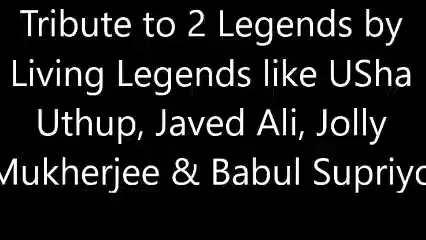 Tribute to 2 Legends by
Living Legends like USha
Uthup, Javed Ali, Jolly
Mukherjee & Babul Supriyo